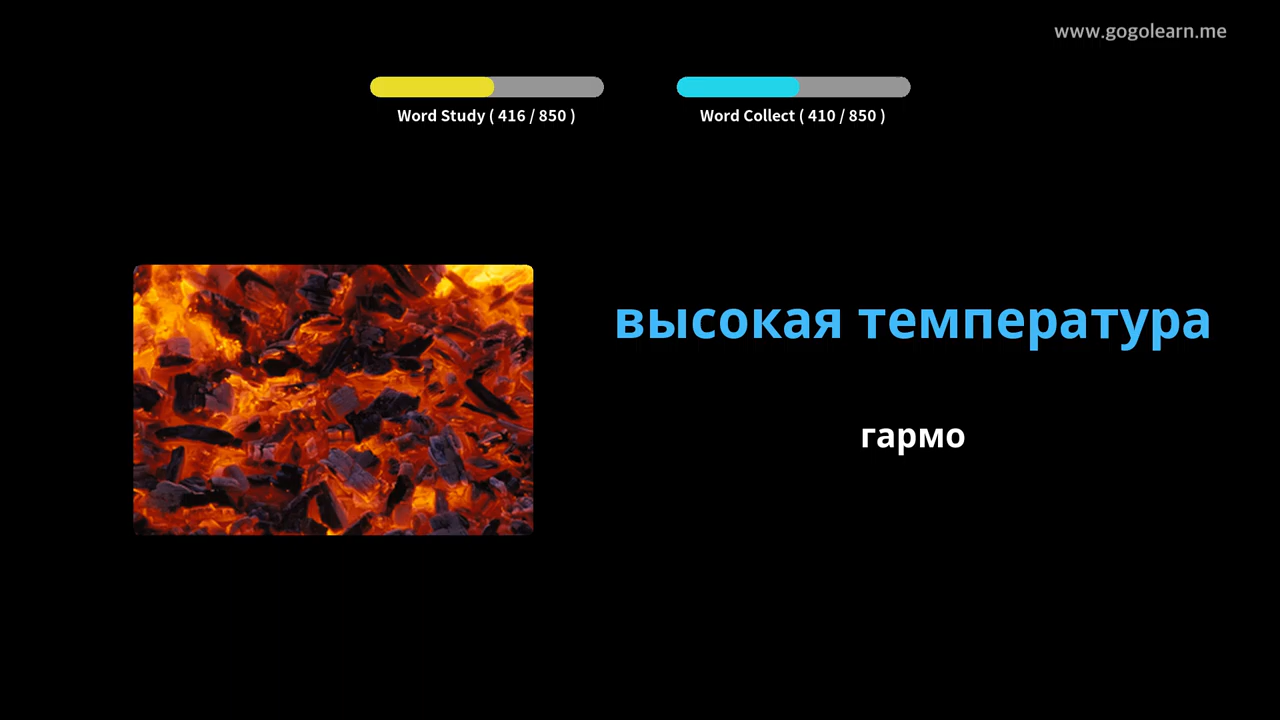 www.gogolearn.me
Word Study ( 416 / 850 )
Word Collect ( 410 / 850 )
высокая температура
гармо